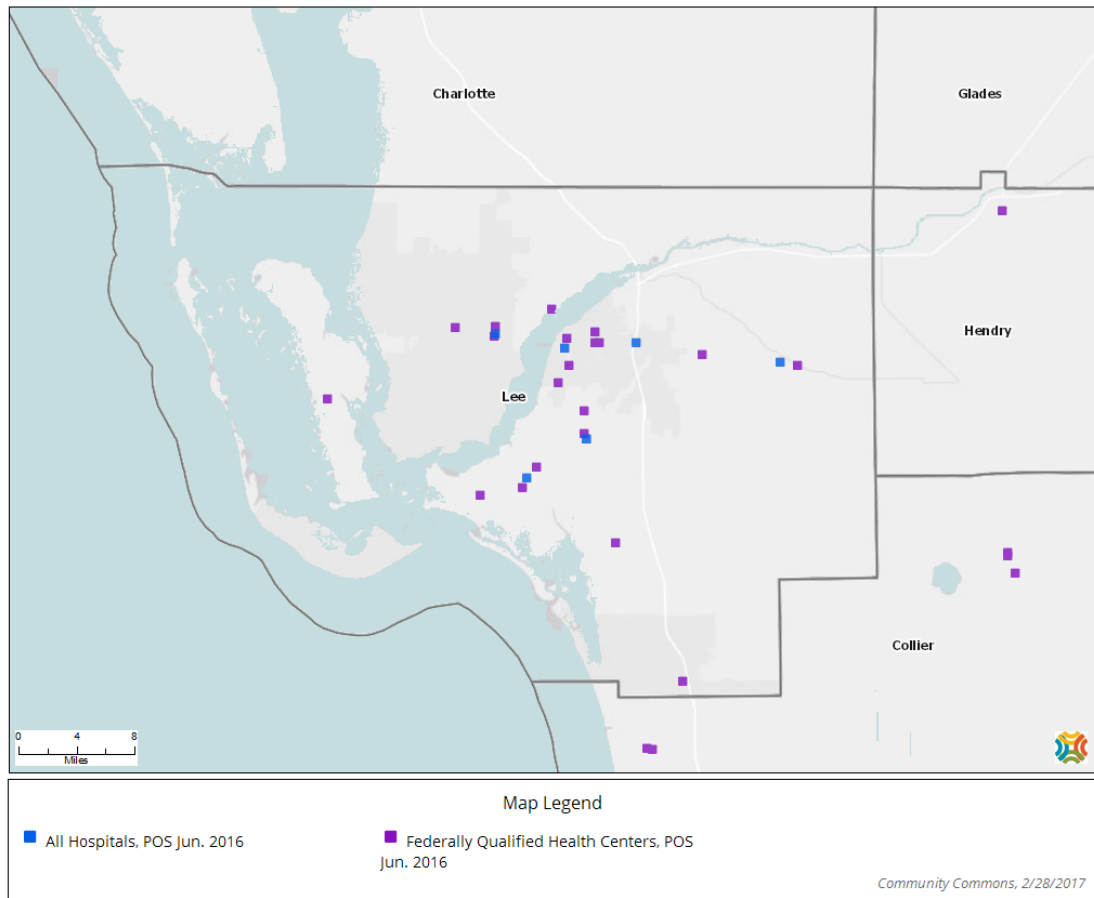 Charlotte
Glades
Hendry
Lee
Collier
0 4 8
Miles
Map Legend
All Hospitals, POS Jun. 2016
Federally Qualified Health Centers, POS
Jun. 2016
Community Commons, 2/28/2017